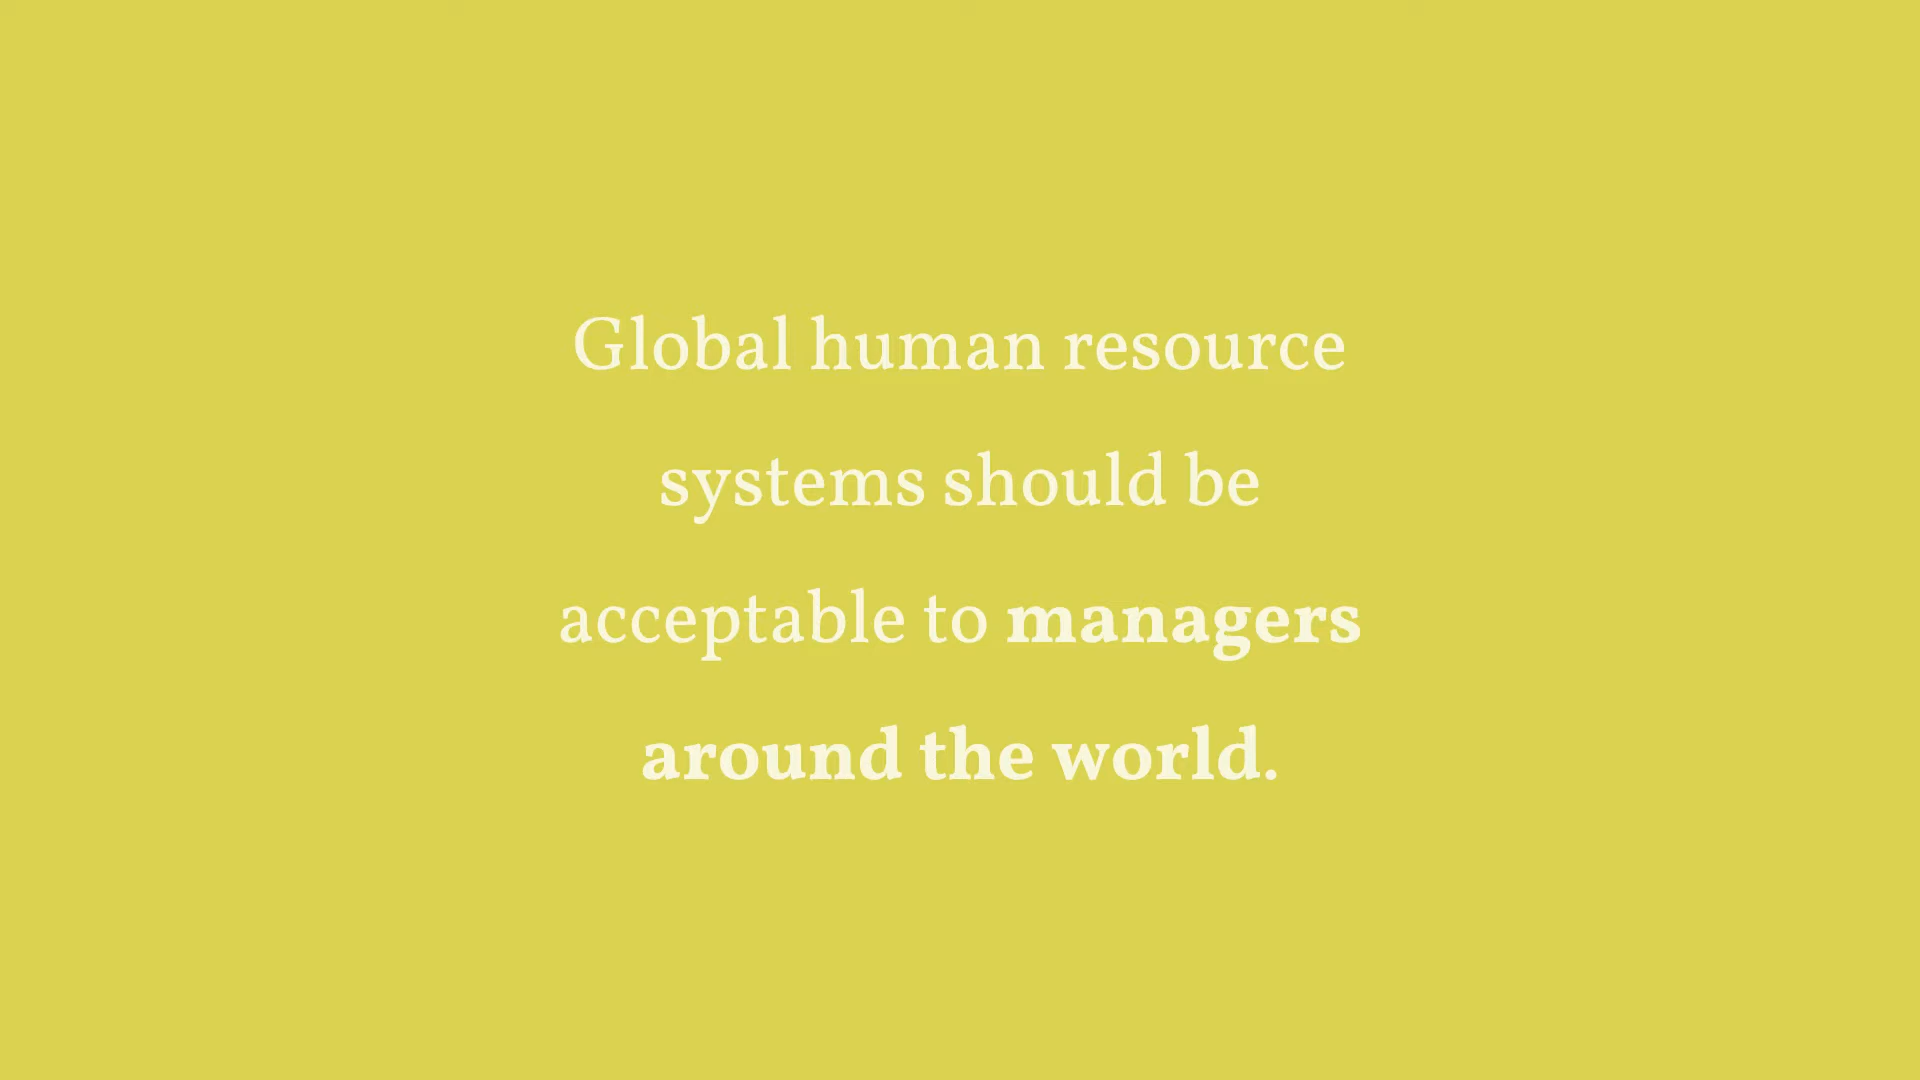 Global human resource
systems should be
acceptable to managers
around the world.